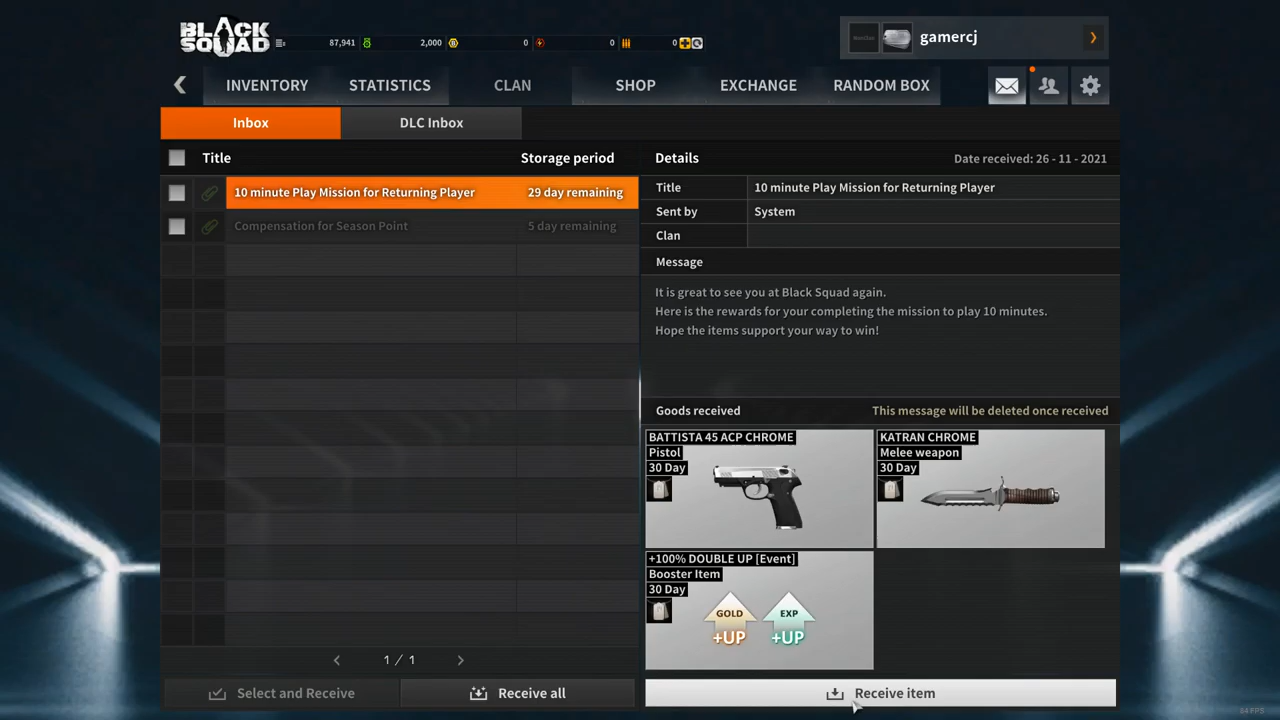 BLACK
SQUAD
87,941
2,000
0
0
0
gamercj
INVENTORY
STATISTICS
CLAN
SHOP
EXCHANGE
RANDOM BOX
Inbox
DLC Inbox
Title
Storage period
10 minute Play Mission for Returning Player
29 day remaining
Compensation for Season Point
5 day remaining
1 / 1
Select and Receive
Receive all
Details
Date received: 26 - 11 - 2021
Title
10 minute Play Mission for Returning Player
Sent by
System
Clan
Message
It is great to see you at Black Squad again.
Here is the rewards for your completing the mission to play 10 minutes.
Hope the items support your way to win!
Goods received
This message will be deleted once received
BATTISTA 45 ACP CHROME
Pistol
30 Day
KATRAN CHROME
Melee weapon
30 Day
+100% DOUBLE UP [Event]
Booster Item
30 Day
GOLD
+UP
EXP
+UP
Receive item
64 FPS